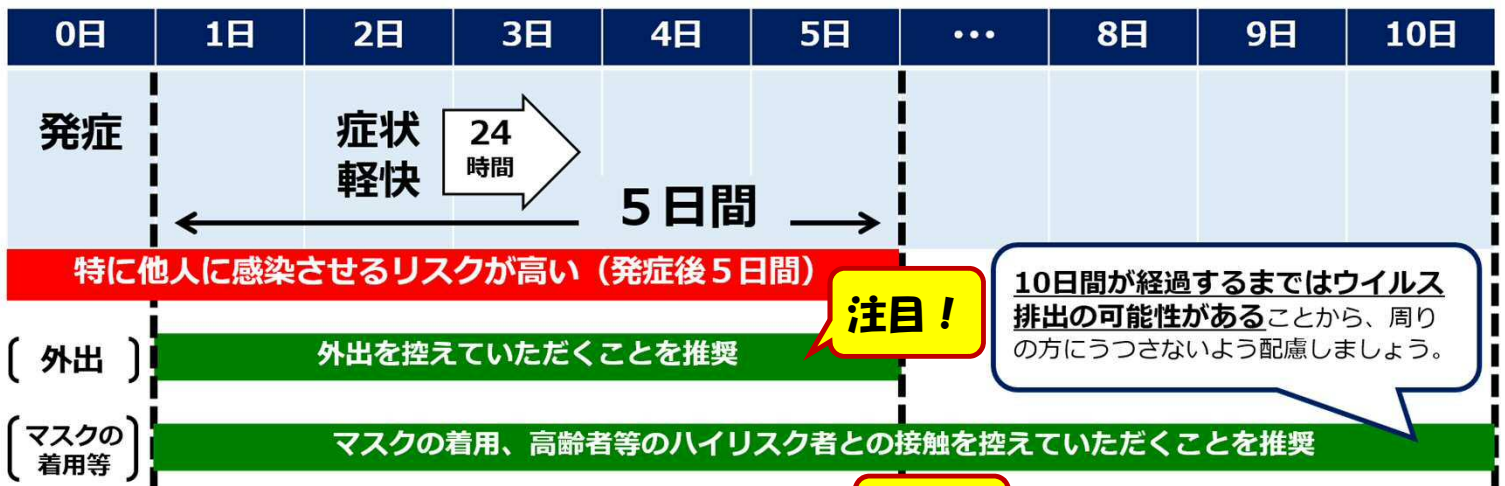 0日 1日 2日 3日 4日 5日 ・・・ 8日 9日 10日
発症
症状
軽快
24
時間
5日間
特に他人に感染させるリスクが高い（発症後５日間）
注目！
10日間が経過するまではウイルス
排出の可能性があることから、周り
の方にうつさないよう配慮しましょう。
外出
外出を控えていただくことを推奨
マスクの
着用等
マスクの着用、高齢者等のハイリスク者との接触を控えていただくことを推奨